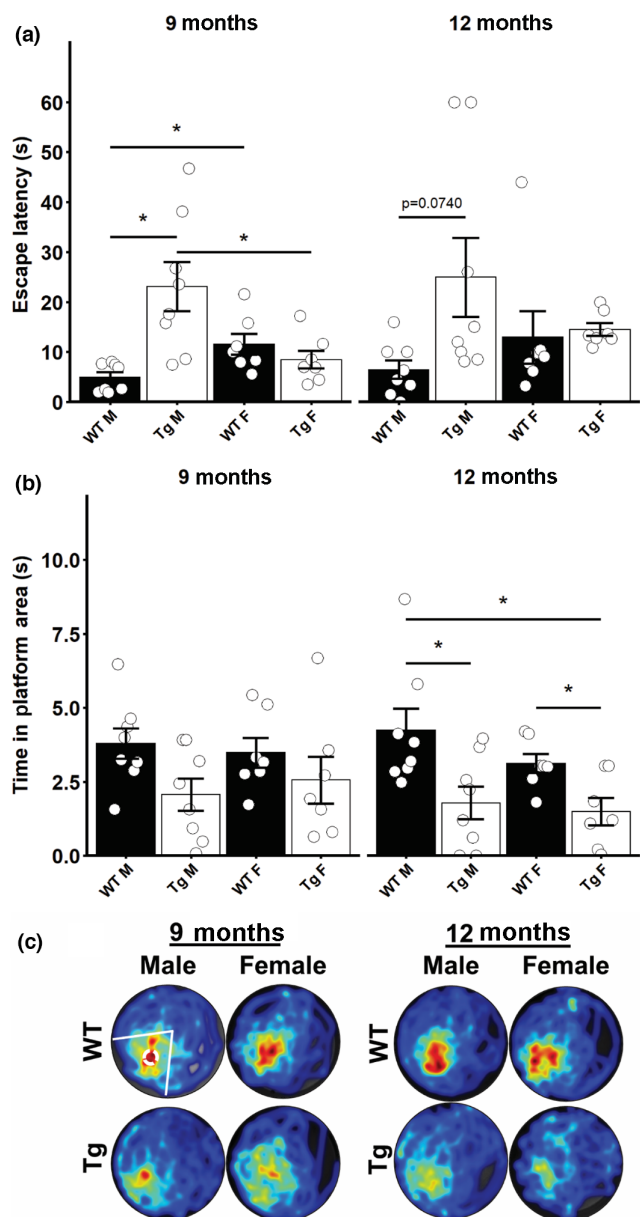 (a)
9 months
12 months
Escape latency (s)
60
50
40
30
20
10
0
*
*
*
p=0.0740
WT M
Tg M
WT F
Tg F
WT M
Tg M
WT F
Tg F
(b)
9 months
12 months
Time in platform area (s)
10.0
7.5
5.0
2.5
0.0
*
*
*
WT M
Tg M
WT F
Tg F
WT M
Tg M
WT F
Tg F
(c)
9 months
12 months
Male
Female
Male
Female
WT
WT
Tg
Tg